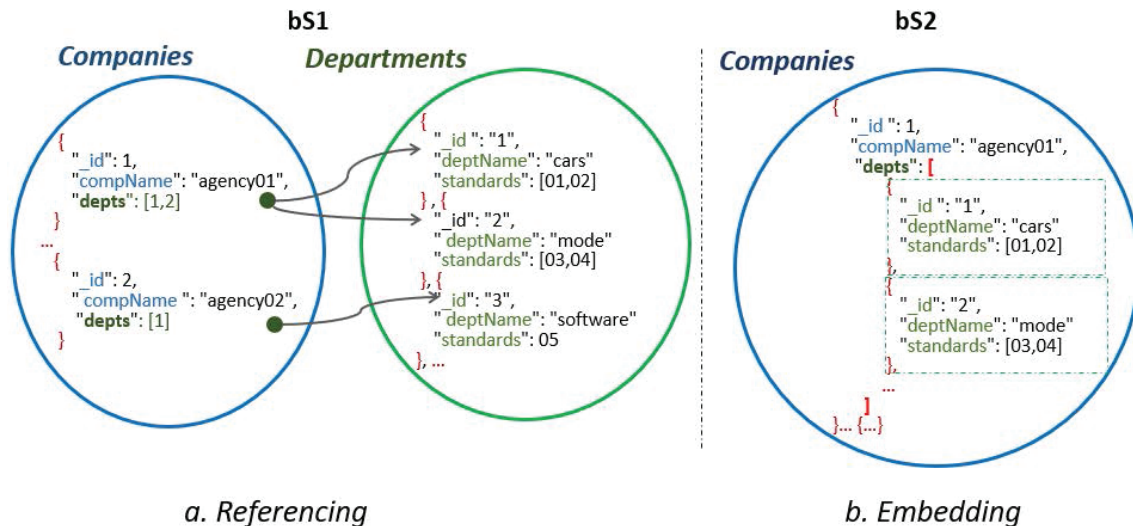 bS1
Companies
Departments
{
"_id": 1,
"compName": "agency01",
"depts": [1,2]
}
...
{
"_id": 2,
"compName ": "agency02",
"depts": [1]
}
{
"_id ": "1",
"deptName": "cars"
"standards": [01,02]
} , {
"_id": "2",
" deptName": "mode"
"standards": [03,04]
}, {
"_id": "3",
" deptName": "software"
"standards": 05
}, ...
a. Referencing
bS2
Companies
{
"_id ": 1,
"compName": "agency01",
"depts": [
{
"_id ": "1",
"deptName": "cars"
"standards": [01,02]
},
{
"_id ": "2",
"deptName": "mode"
"standards": [03,04]
},
...
]
}... {...}
b. Embedding